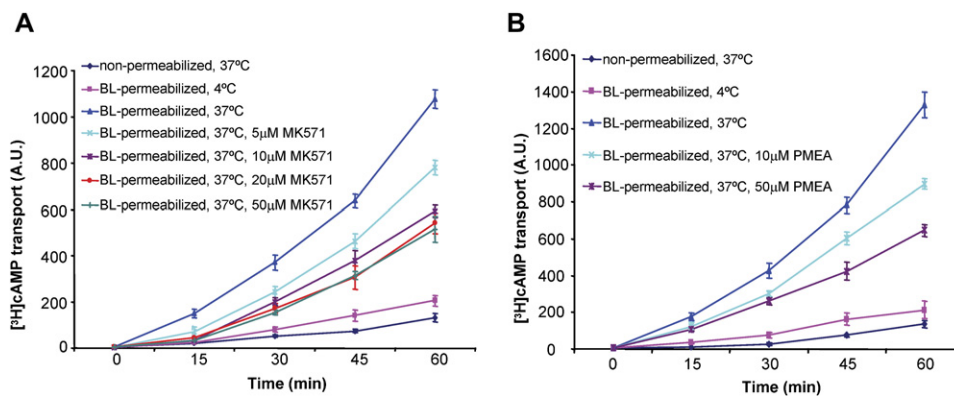 A
[³H]cAMP transport (A.U.)
1200
1000
800
600
400
200
0
non-permeabilized, 37ºC
BL-permeabilized, 4ºC
BL-permeabilized, 37ºC
BL-permeabilized, 37ºC, 5μM MK571
BL-permeabilized, 37ºC, 10μM MK571
BL-permeabilized, 37ºC, 20μM MK571
BL-permeabilized, 37ºC, 50μM MK571
0 15 30 45 60
Time (min)
B
[³H]cAMP transport (A.U.)
1600
1400
1200
1000
800
600
400
200
0
non-permeabilized, 37ºC
BL-permeabilized, 4ºC
BL-permeabilized, 37ºC
BL-permeabilized, 37ºC, 10μM PMEA
BL-permeabilized, 37ºC, 50μM PMEA
0 15 30 45 60
Time (min)